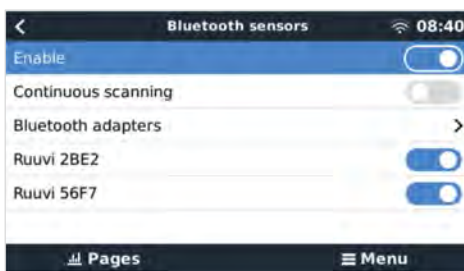 Bluetooth sensors 08:40
Enable
Continuous scanning
Bluetooth adapters
Ruuvi 2BE2
Ruuvi 56F7
Pages Menu